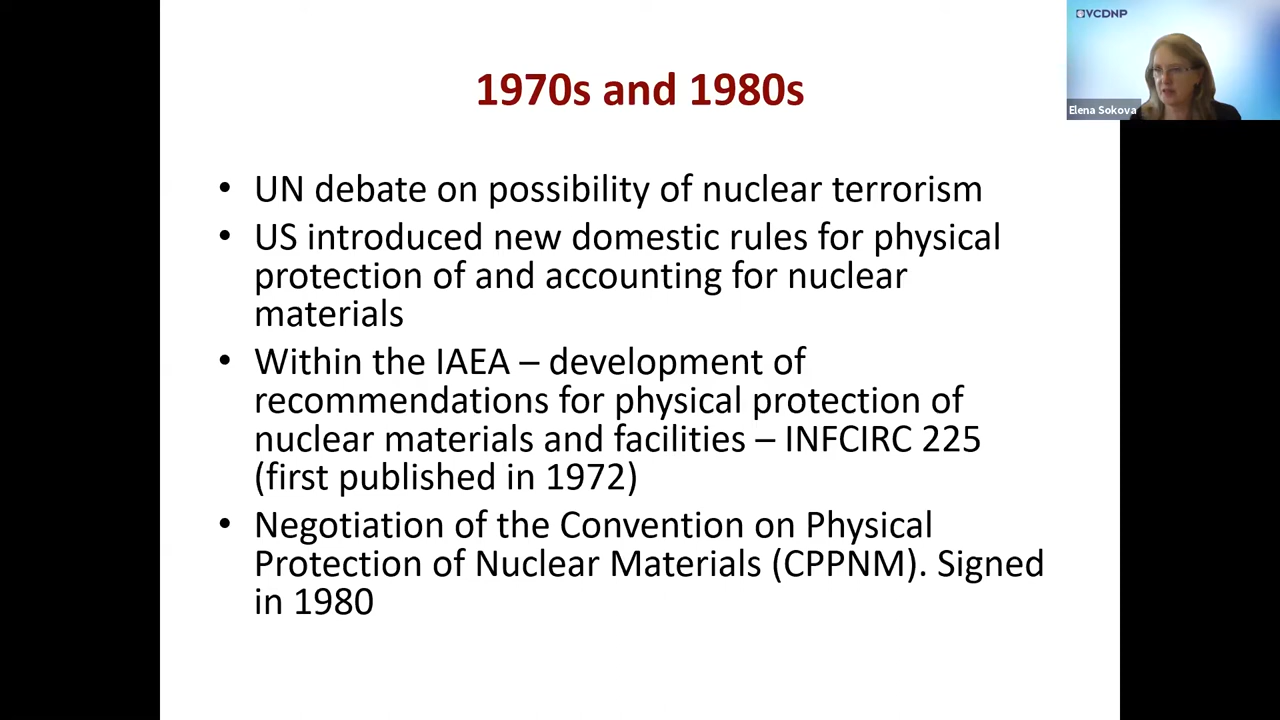 VCDNP
Elena Sokova
1970s and 1980s
• UN debate on possibility of nuclear terrorism
• US introduced new domestic rules for physical
protection of and accounting for nuclear
materials
• Within the IAEA – development of
recommendations for physical protection of
nuclear materials and facilities – INFCIRC 225
(first published in 1972)
• Negotiation of the Convention on Physical
Protection of Nuclear Materials (CPPNM). Signed
in 1980